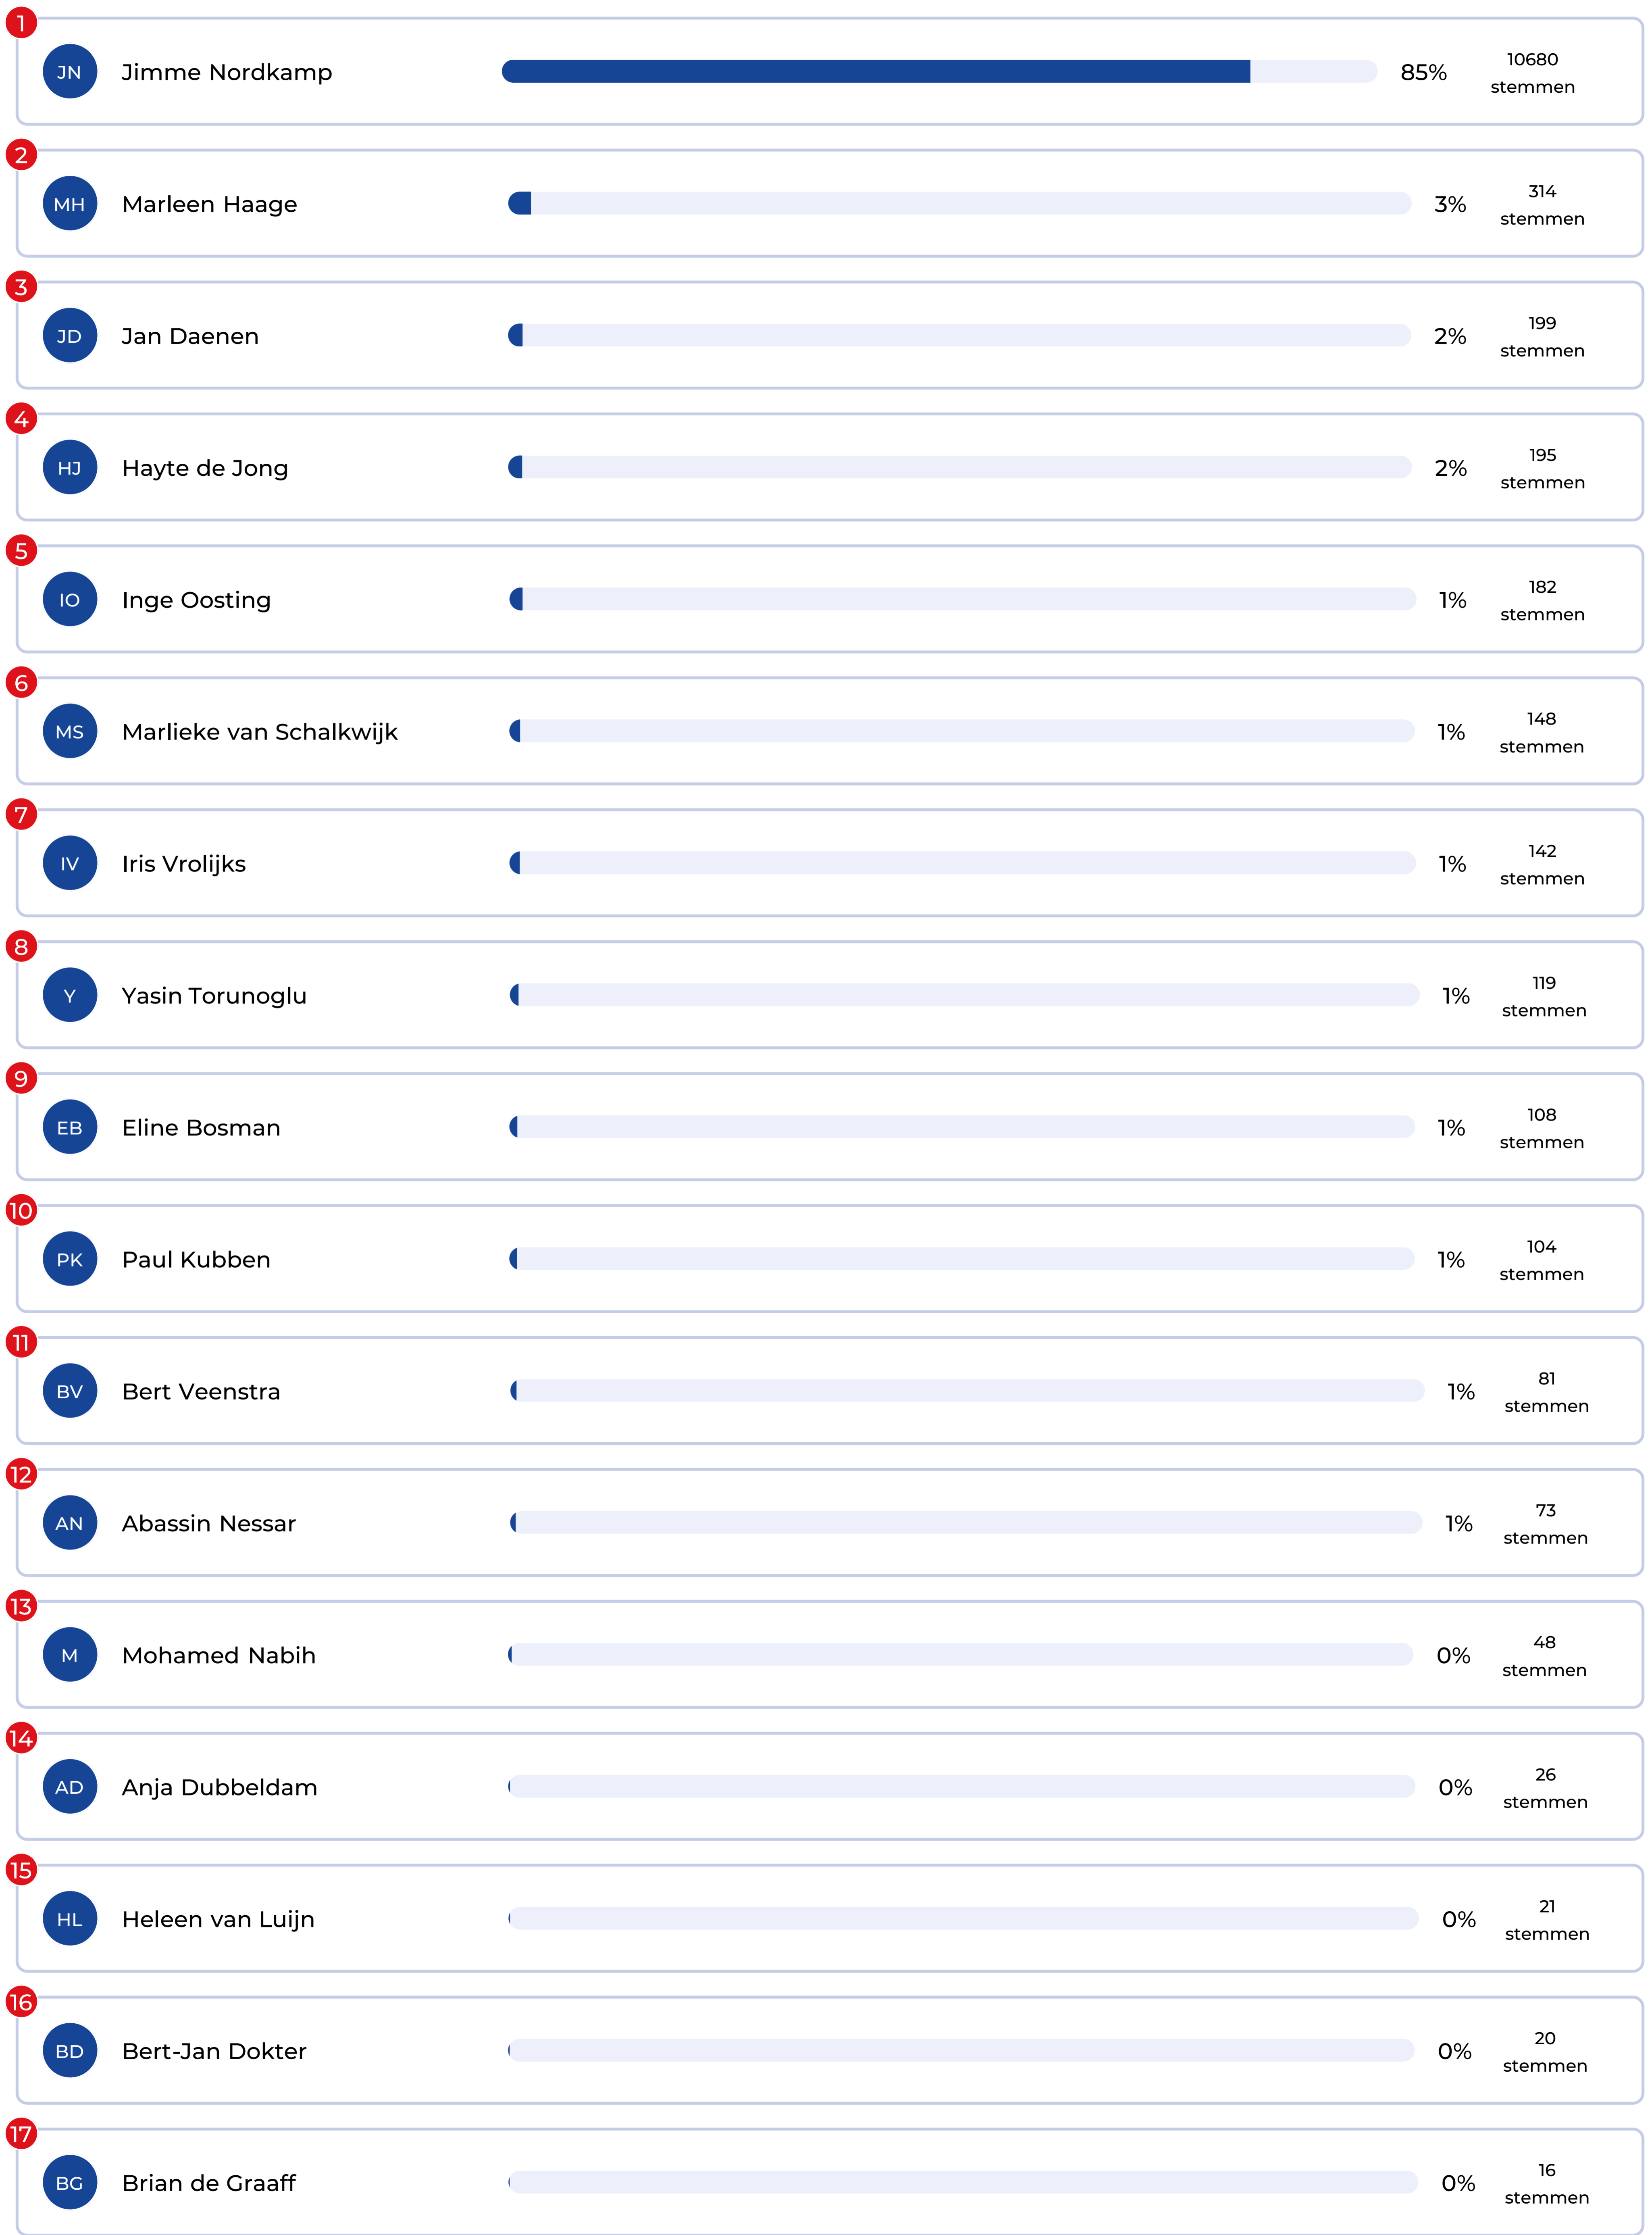 1
JN Jimme Nordkamp 85% 10680 stemmen
2
MH Marleen Haage 3% 314 stemmen
3
JD Jan Daenen 2% 199 stemmen
4
HJ Hayte de Jong 2% 195 stemmen
5
IO Inge Oosting 1% 182 stemmen
6
MS Marlieke van Schalkwijk 1% 148 stemmen
7
IV Iris Vrolijks 1% 142 stemmen
8
Y Yasin Torunoglu 1% 119 stemmen
9
EB Eline Bosman 1% 108 stemmen
10
PK Paul Kubben 1% 104 stemmen
11
BV Bert Veenstra 1% 81 stemmen
12
AN Abassin Nessar 1% 73 stemmen
13
M Mohamed Nabih 0% 48 stemmen
14
AD Anja Dubbeldam 0% 26 stemmen
15
HL Heleen van Luijn 0% 21 stemmen
16
BD Bert-Jan Dokter 0% 20 stemmen
17
BG Brian de Graaff 0% 16 stemmen